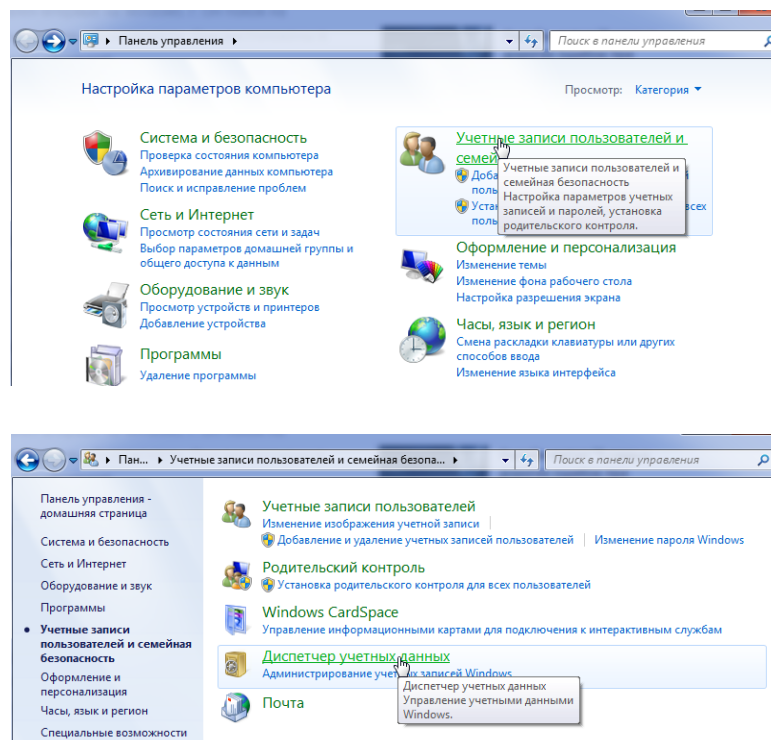 Панель управления
Поиск в панели управления
Настройка параметров компьютера
Просмотр: Категория
Система и безопасность
Проверка состояния компьютера
Архивирование данных компьютера
Поиск и исправление проблем
Сеть и Интернет
Просмотр состояния сети и задач
Выбор параметров домашней группы и
общего доступа к данным
Оборудование и звук
Просмотр устройств и принтеров
Добавление устройства
Программы
Удаление программы
Учетные записи пользователей и
Учетные записи пользователей и
семейная безопасность
Настройка параметров учетных
записей и паролей, установка
родительского контроля.
всех
Оформление и персонализация
Изменение темы
Изменение фона рабочего стола
Настройка разрешения экрана
Часы, язык и регион
Смена раскладки клавиатуры или других
способов ввода
Изменение языка интерфейса
Пан... Учетные записи пользователей и семейная безопа...
Поиск в панели управления
Панель управления -
домашняя страница
Система и безопасность
Сеть и Интернет
Оборудование и звук
Программы
Учетные записи
пользователей и семейная
безопасность
Оформление и
персонализация
Часы, язык и регион
Специальные возможности
Учетные записи пользователей
Изменение изображения учетной записи
Добавление и удаление учетных записей пользователей
Изменение пароля Windows
Родительский контроль
Установка родительского контроля для всех пользователей
Windows CardSpace
Управление информационными картами для подключения к интерактивным службам
Диспетчер учетных данных
Администрирование учетных записей Windows
Диспетчер учетных данных
Управление учетными данными
Windows.
Почта